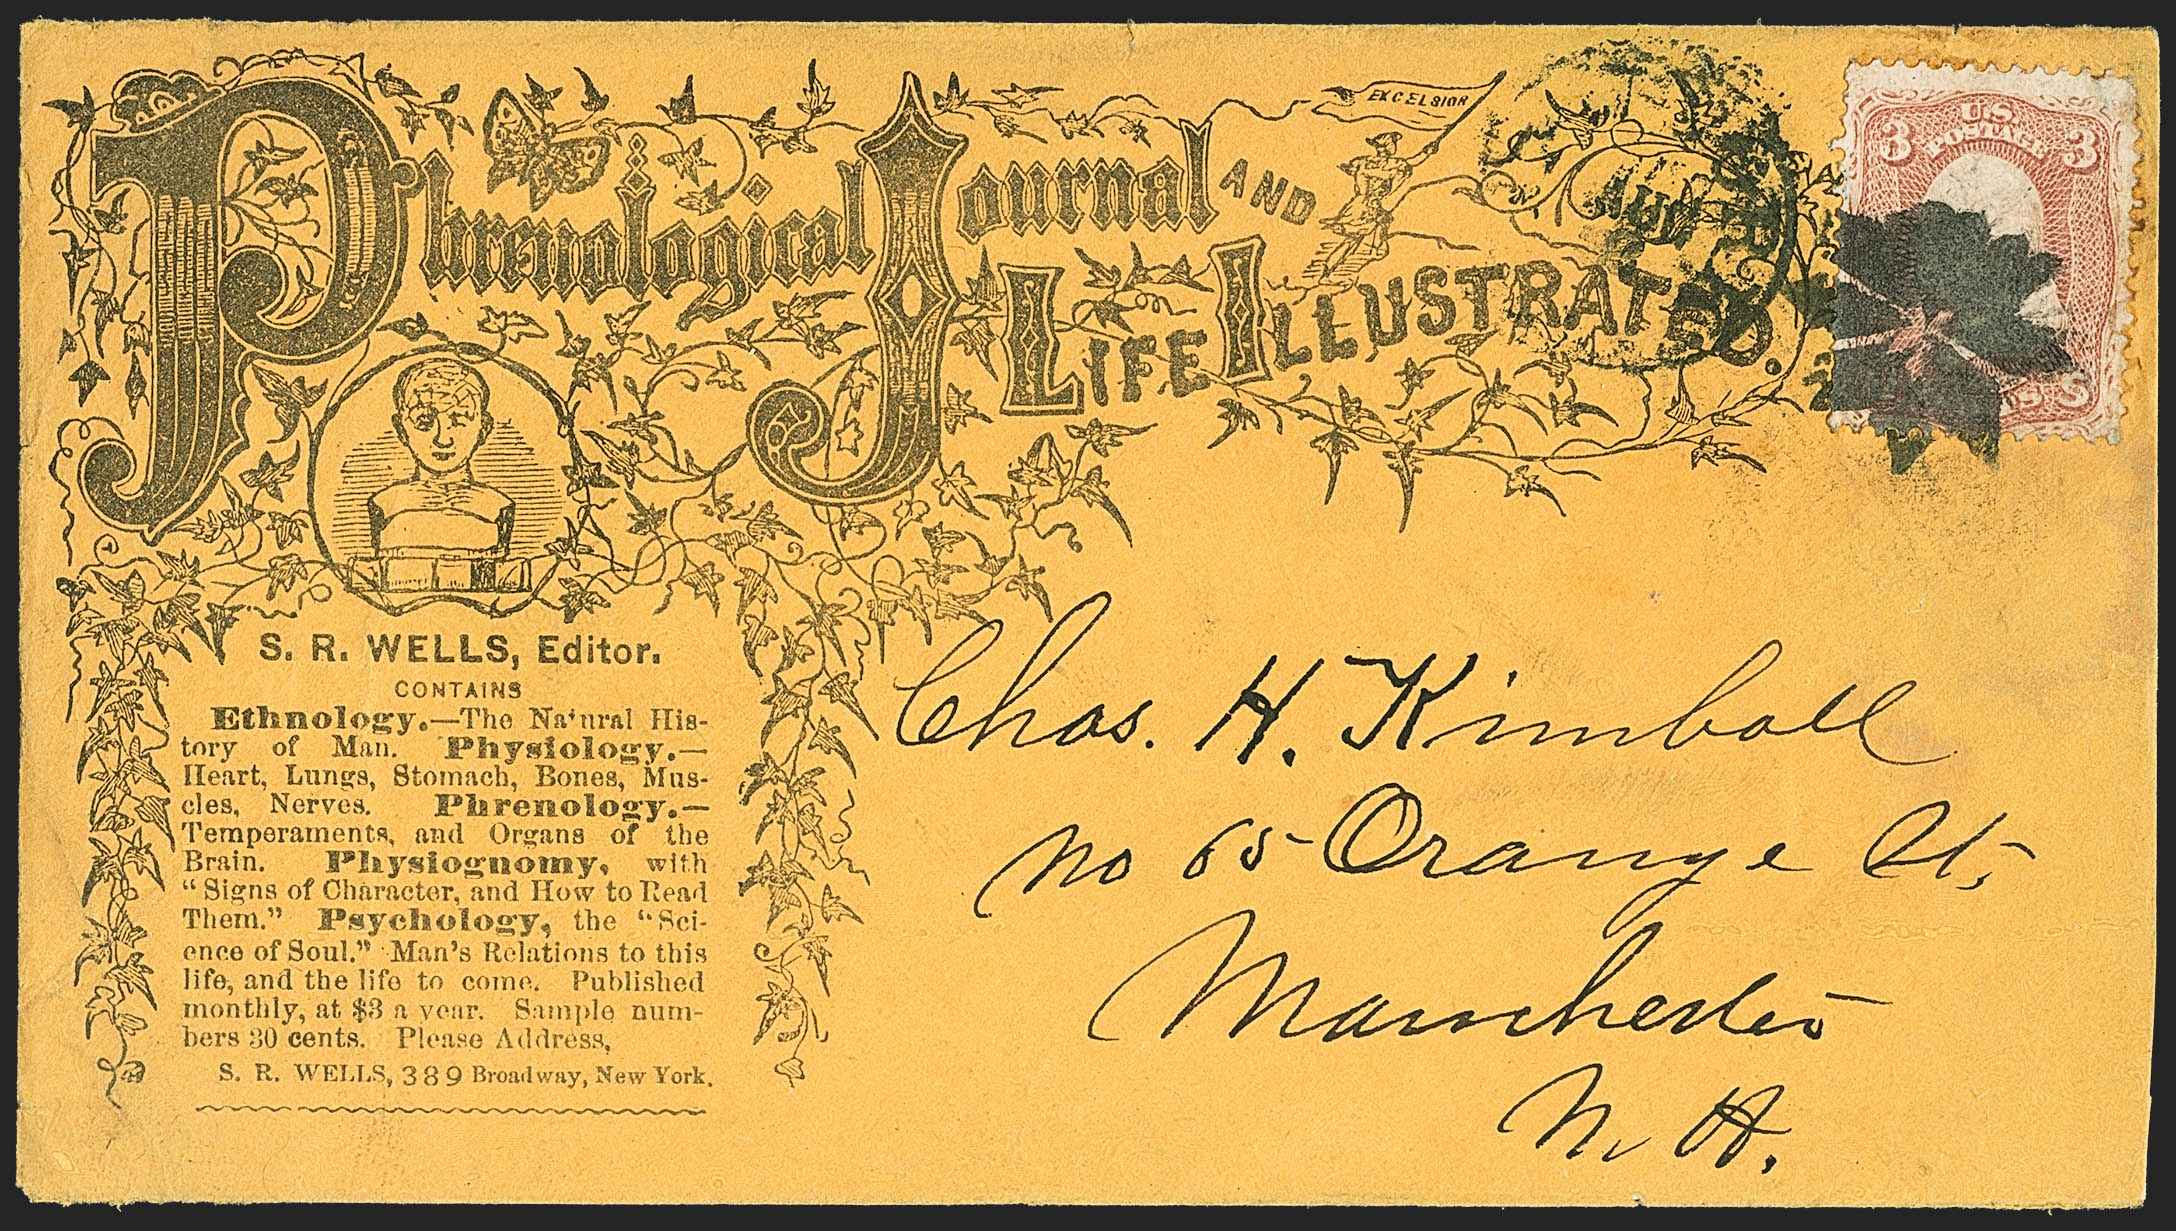 Phrenological Journal AND
EXCELSIOR
LIFE ILLUSTRATED.
U.S.
POSTAGE
3 3
S. R. WELLS, Editor.
CONTAINS
Ethnology.—The Natural His-
tory of Man. Physiology.—
Heart, Lungs, Stomach, Bones, Mus-
cles, Nerves. Phrenology.—
Temperaments, and Organs of the
Brain. Physiognomy, with
“Signs of Character, and How to Read
Them.” Psychology, the “Sci-
ence of Soul.” Man’s Relations to this
life, and the life to come. Published
monthly, at $3 a year. Sample num-
bers 30 cents. Please Address,
S. R. WELLS, 389 Broadway, New York.
Chas. H. Kimball
No 65 Orange St,
Manchester
N. H.